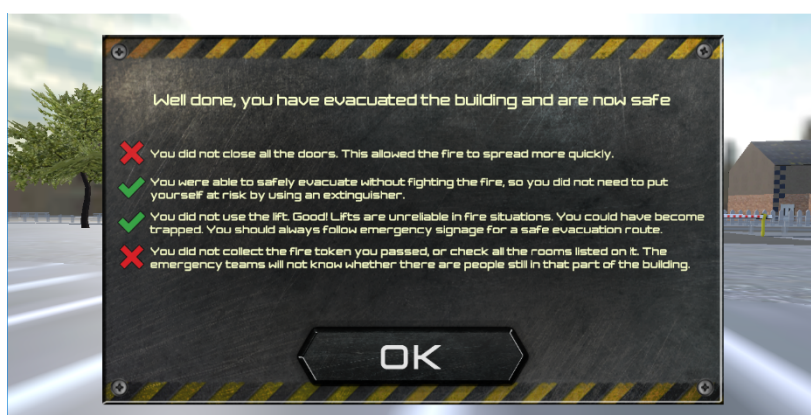 Well done, you have evacuated the building and are now safe
You did not close all the doors. This allowed the fire to spread more quickly.
You were able to safely evacuate without fighting the fire, so you did not need to put
yourself at risk by using an extinguisher.
You did not use the lift. Good! Lifts are unreliable in fire situations. You could have become
trapped. You should always follow emergency signage for a safe evacuation route.
You did not collect the fire token you passed, or check all the rooms listed on it. The
emergency teams will not know whether there are people still in that part of the building.
OK